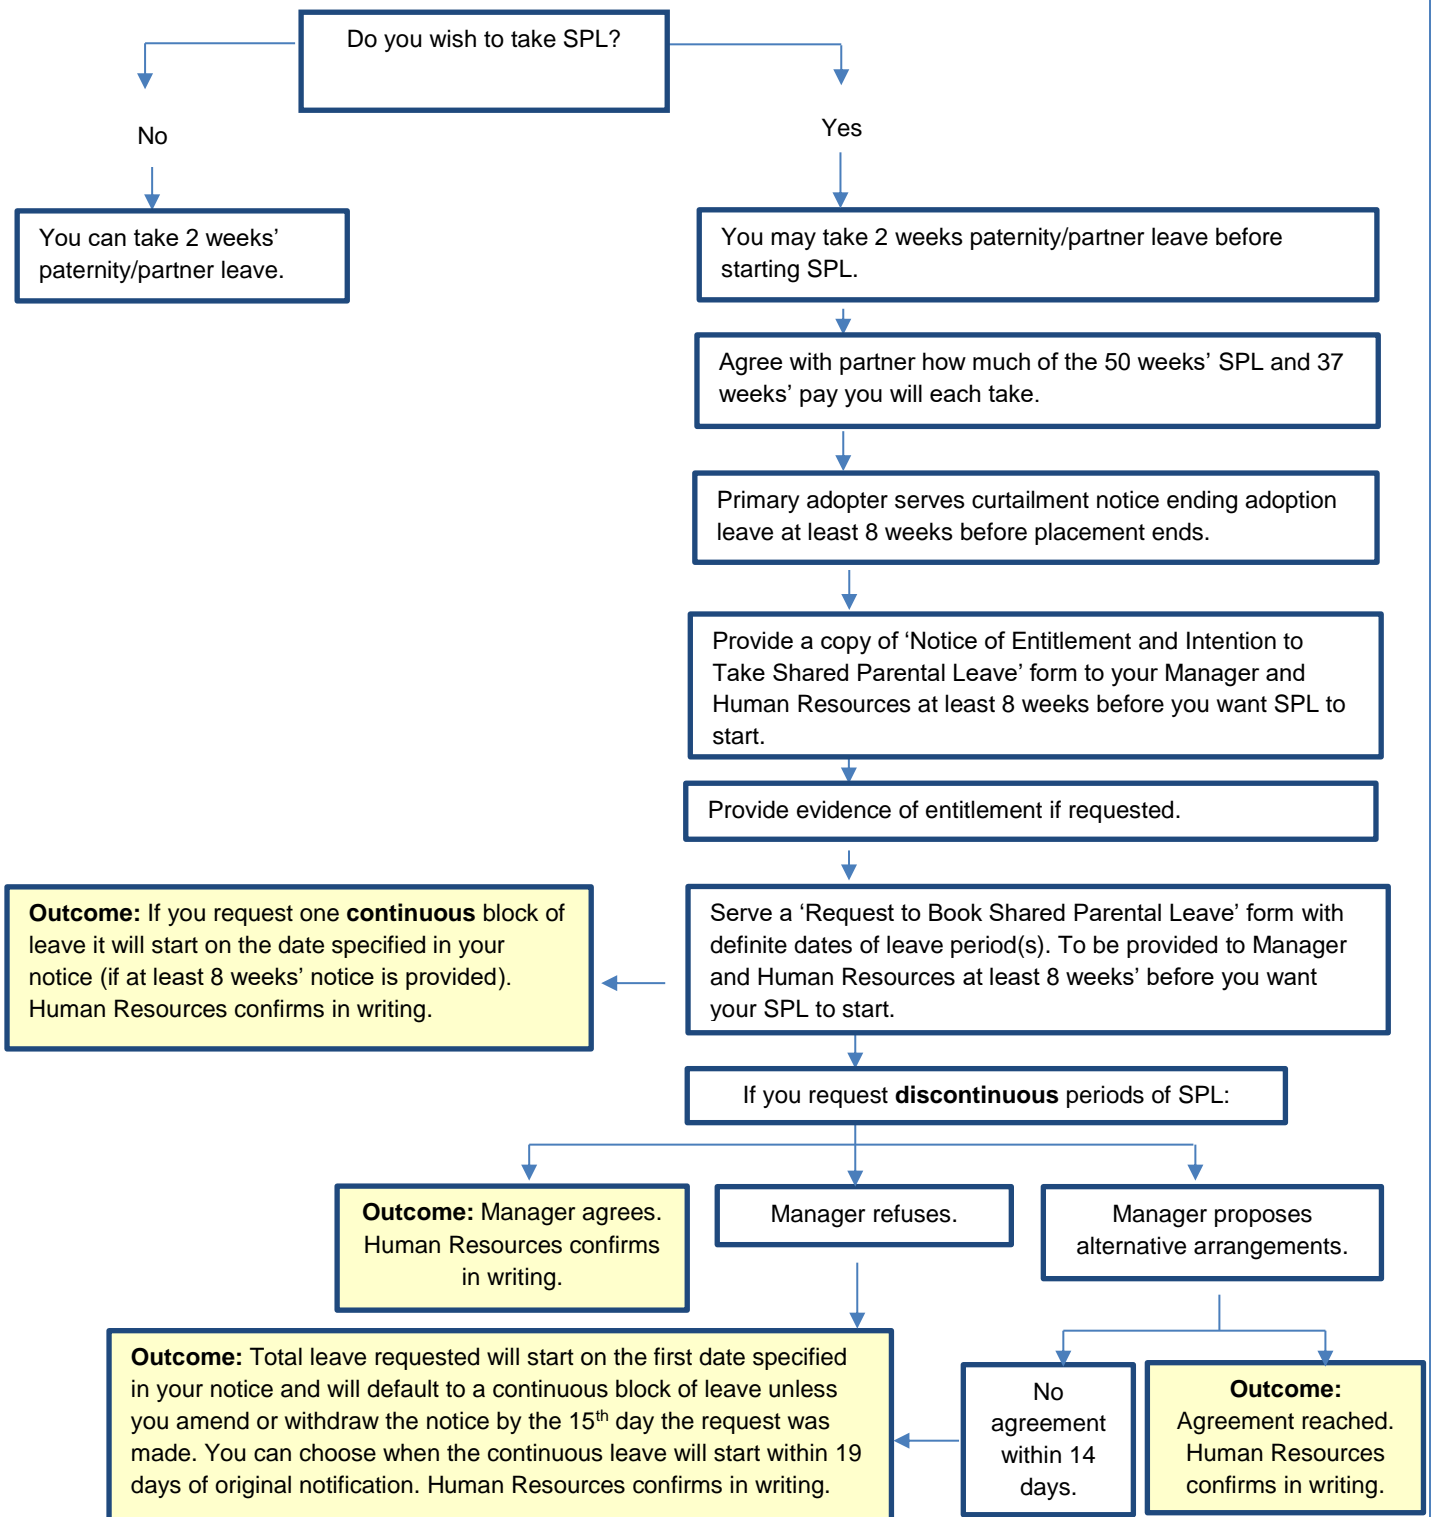 Do you wish to take SPL?
No
Yes
You can take 2 weeks’
paternity/partner leave.
You may take 2 weeks paternity/partner leave before
starting SPL.
Agree with partner how much of the 50 weeks’ SPL and 37
weeks’ pay you will each take.
Primary adopter serves curtailment notice ending adoption
leave at least 8 weeks before placement ends.
Provide a copy of ‘Notice of Entitlement and Intention to
Take Shared Parental Leave’ form to your Manager and
Human Resources at least 8 weeks before you want SPL to
start.
Provide evidence of entitlement if requested.
Serve a ‘Request to Book Shared Parental Leave’ form with
definite dates of leave period(s). To be provided to Manager
and Human Resources at least 8 weeks’ before you want
your SPL to start.
Outcome: If you request one continuous block of
leave it will start on the date specified in your
notice (if at least 8 weeks’ notice is provided).
Human Resources confirms in writing.
If you request discontinuous periods of SPL:
Outcome: Manager agrees.
Human Resources confirms
in writing.
Manager refuses.
Manager proposes
alternative arrangements.
Outcome: Total leave requested will start on the first date specified
in your notice and will default to a continuous block of leave unless
you amend or withdraw the notice by the 15th day the request was
made. You can choose when the continuous leave will start within 19
days of original notification. Human Resources confirms in writing.
No
agreement
within 14
days.
Outcome:
Agreement reached.
Human Resources
confirms in writing.